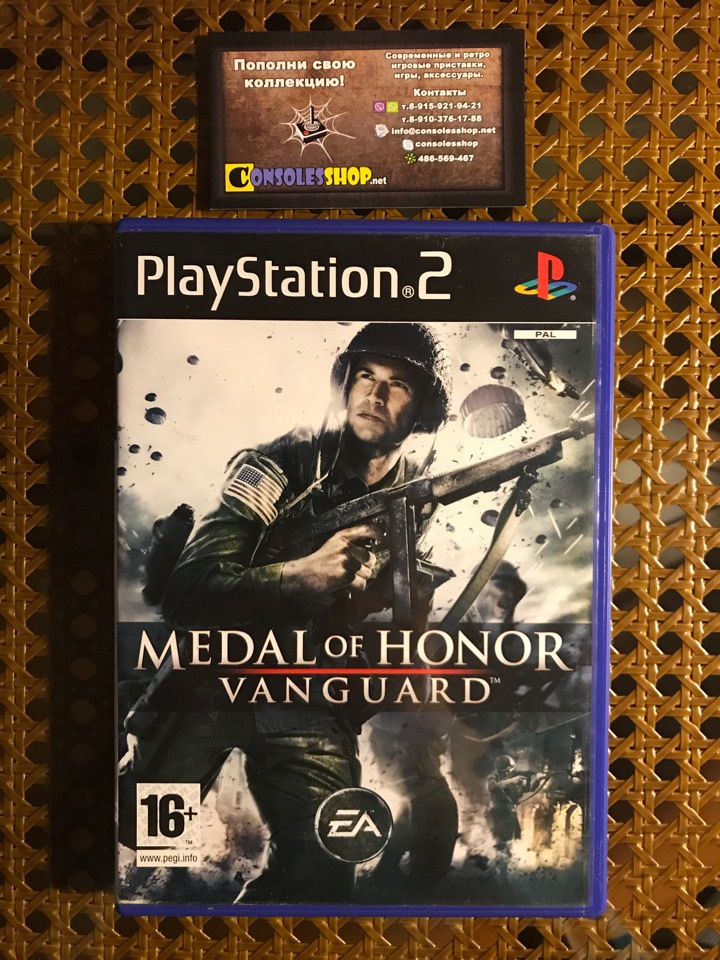 Пополни свою
коллекцию!
Современные и ретро
игровые приставки,
игры, аксессуары.
Контакты
т.8-915-921-94-21
т.8-910-376-17-88
info@consolesshop.net
consolesshop
486-569-467
CONSOLESSHOP.net
PlayStation®2
PAL
MEDAL OF HONOR
VANGUARD™
16+
™
www.pegi.info
EA